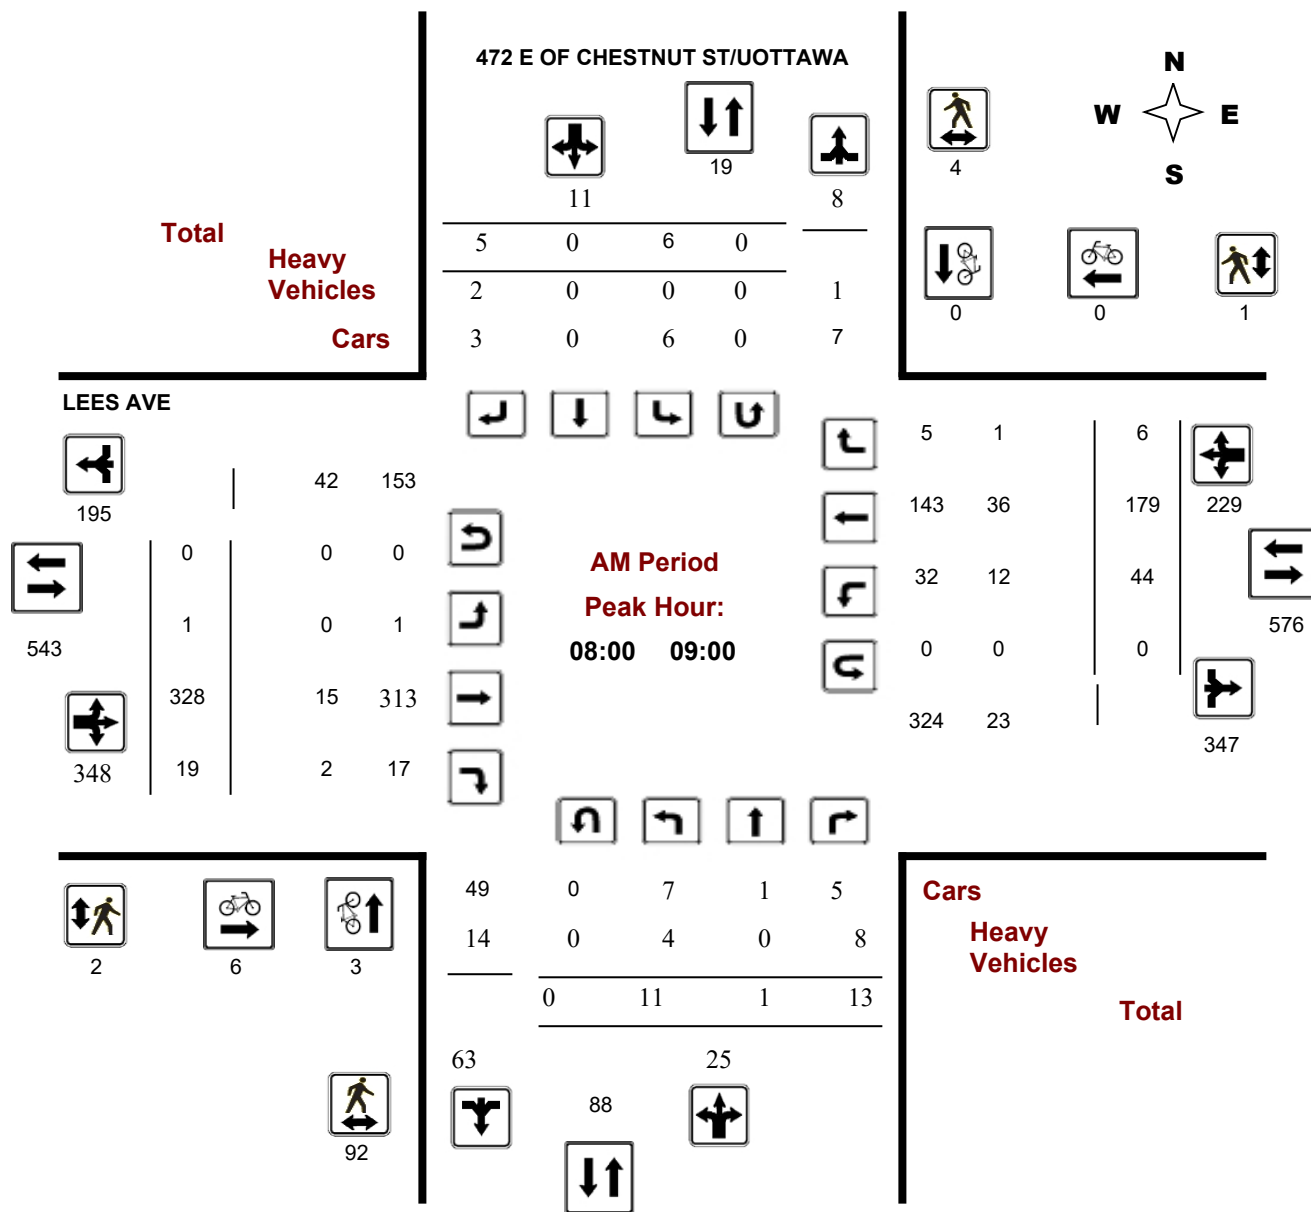 472 E OF CHESTNUT ST/UOTTAWA
N
W E
S
19
4
11 8
Total
5 0 6 0
Heavy
Vehicles
2 0 0 0 1
Cars
3 0 6 0 7
0 0 1
LEES AVE
5 1 6
42 153
195
143 36 179 229
0 0 0
AM Period
32 12 44
Peak Hour:
1 0 1
543
08:00 09:00
0 0 0
576
328 15 313
324 23
347
348 19 2 17
49 0 7 1 5
Cars
14 0 4 0 8
Heavy
Vehicles
2 6 3
0 11 1 13
Total
63 25
88
92